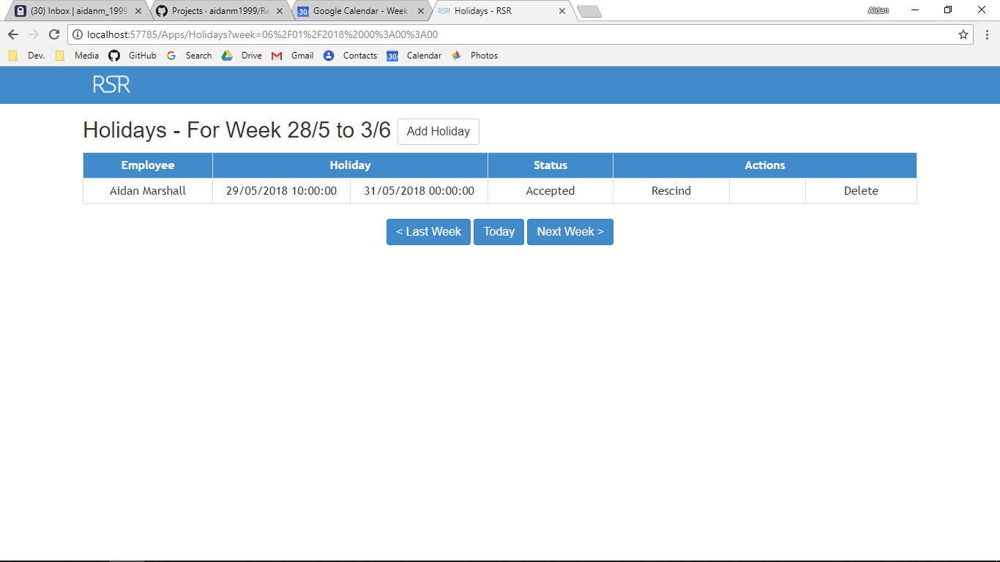 (30) Inbox | aidanm_1999
Projects · aidanm1999/Re
30 Google Calendar - Week
RSR Holidays - RSR
Aidan
localhost:57785/Apps/Holidays?week=06%2F01%2F2018%2000%3A00%3A00
Dev. Media GitHub G Search Drive Gmail Contacts 30 Calendar Photos
RSR
Holidays - For Week 28/5 to 3/6 Add Holiday
Employee Holiday Status Actions
Aidan Marshall 29/05/2018 10:00:00 31/05/2018 00:00:00 Accepted Rescind Delete
< Last Week Today Next Week >